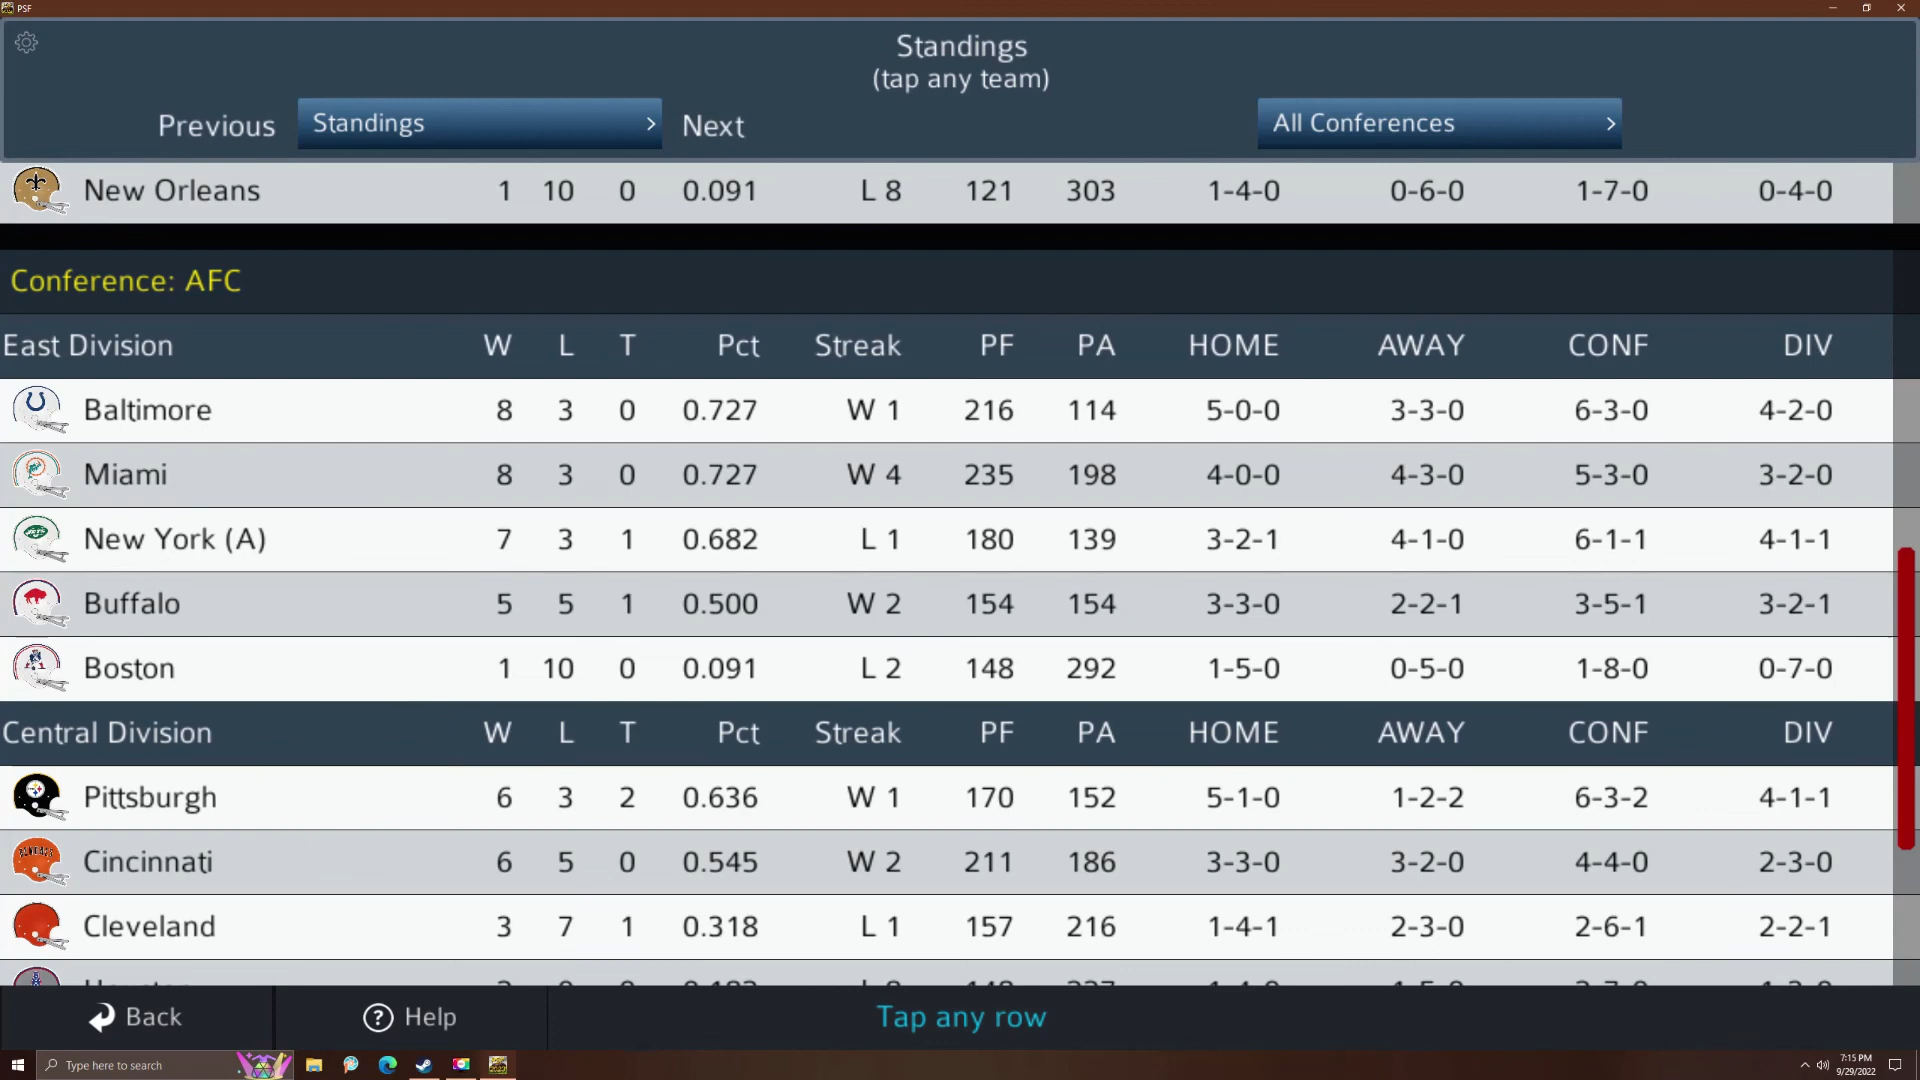 PSF
Standings
(tap any team)
Previous Standings > Next All Conferences >
New Orleans 1 10 0 0.091 L 8 121 303 1-4-0 0-6-0 1-7-0 0-4-0
Conference: AFC
East Division W L T Pct Streak PF PA HOME AWAY CONF DIV
Baltimore 8 3 0 0.727 W 1 216 114 5-0-0 3-3-0 6-3-0 4-2-0
Miami 8 3 0 0.727 W 4 235 198 4-0-0 4-3-0 5-3-0 3-2-0
New York (A) 7 3 1 0.682 L 1 180 139 3-2-1 4-1-0 6-1-1 4-1-1
Buffalo 5 5 1 0.500 W 2 154 154 3-3-0 2-2-1 3-5-1 3-2-1
Boston 1 10 0 0.091 L 2 148 292 1-5-0 0-5-0 1-8-0 0-7-0
Central Division W L T Pct Streak PF PA HOME AWAY CONF DIV
Pittsburgh 6 3 2 0.636 W 1 170 152 5-1-0 1-2-2 6-3-2 4-1-1
Cincinnati 6 5 0 0.545 W 2 211 186 3-3-0 3-2-0 4-4-0 2-3-0
Cleveland 3 7 1 0.318 L 1 157 216 1-4-1 2-3-0 2-6-1 2-2-1
Back ? Help Tap any row
Type here to search
7:15 PM
9/29/2022